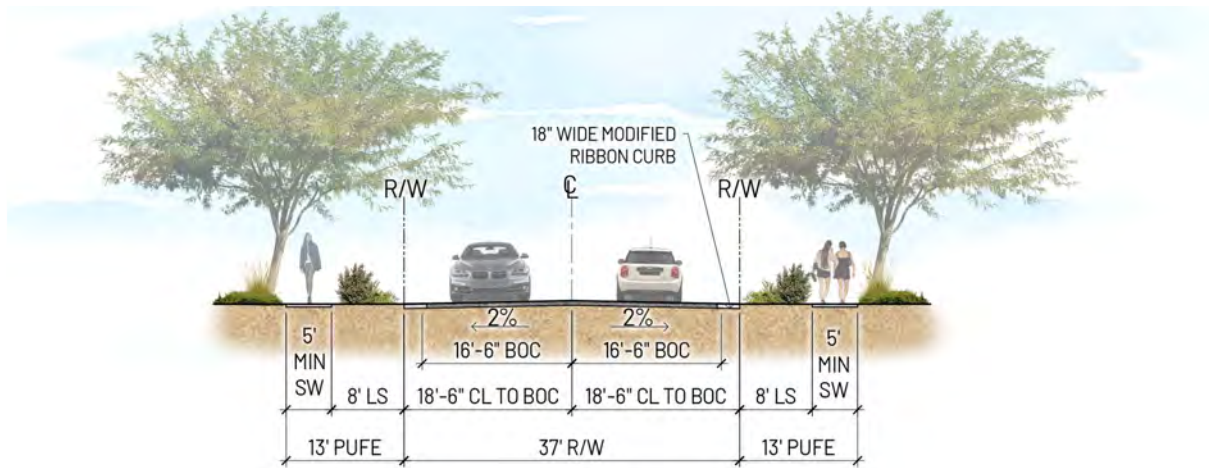 18" WIDE MODIFIED
RIBBON CURB
R/W
℄
R/W
2%
2%
5'
MIN
SW
16'-6" BOC
16'-6" BOC
5'
MIN
SW
8' LS
18'-6" CL TO BOC
18'-6" CL TO BOC
8' LS
13' PUFE
37' R/W
13' PUFE